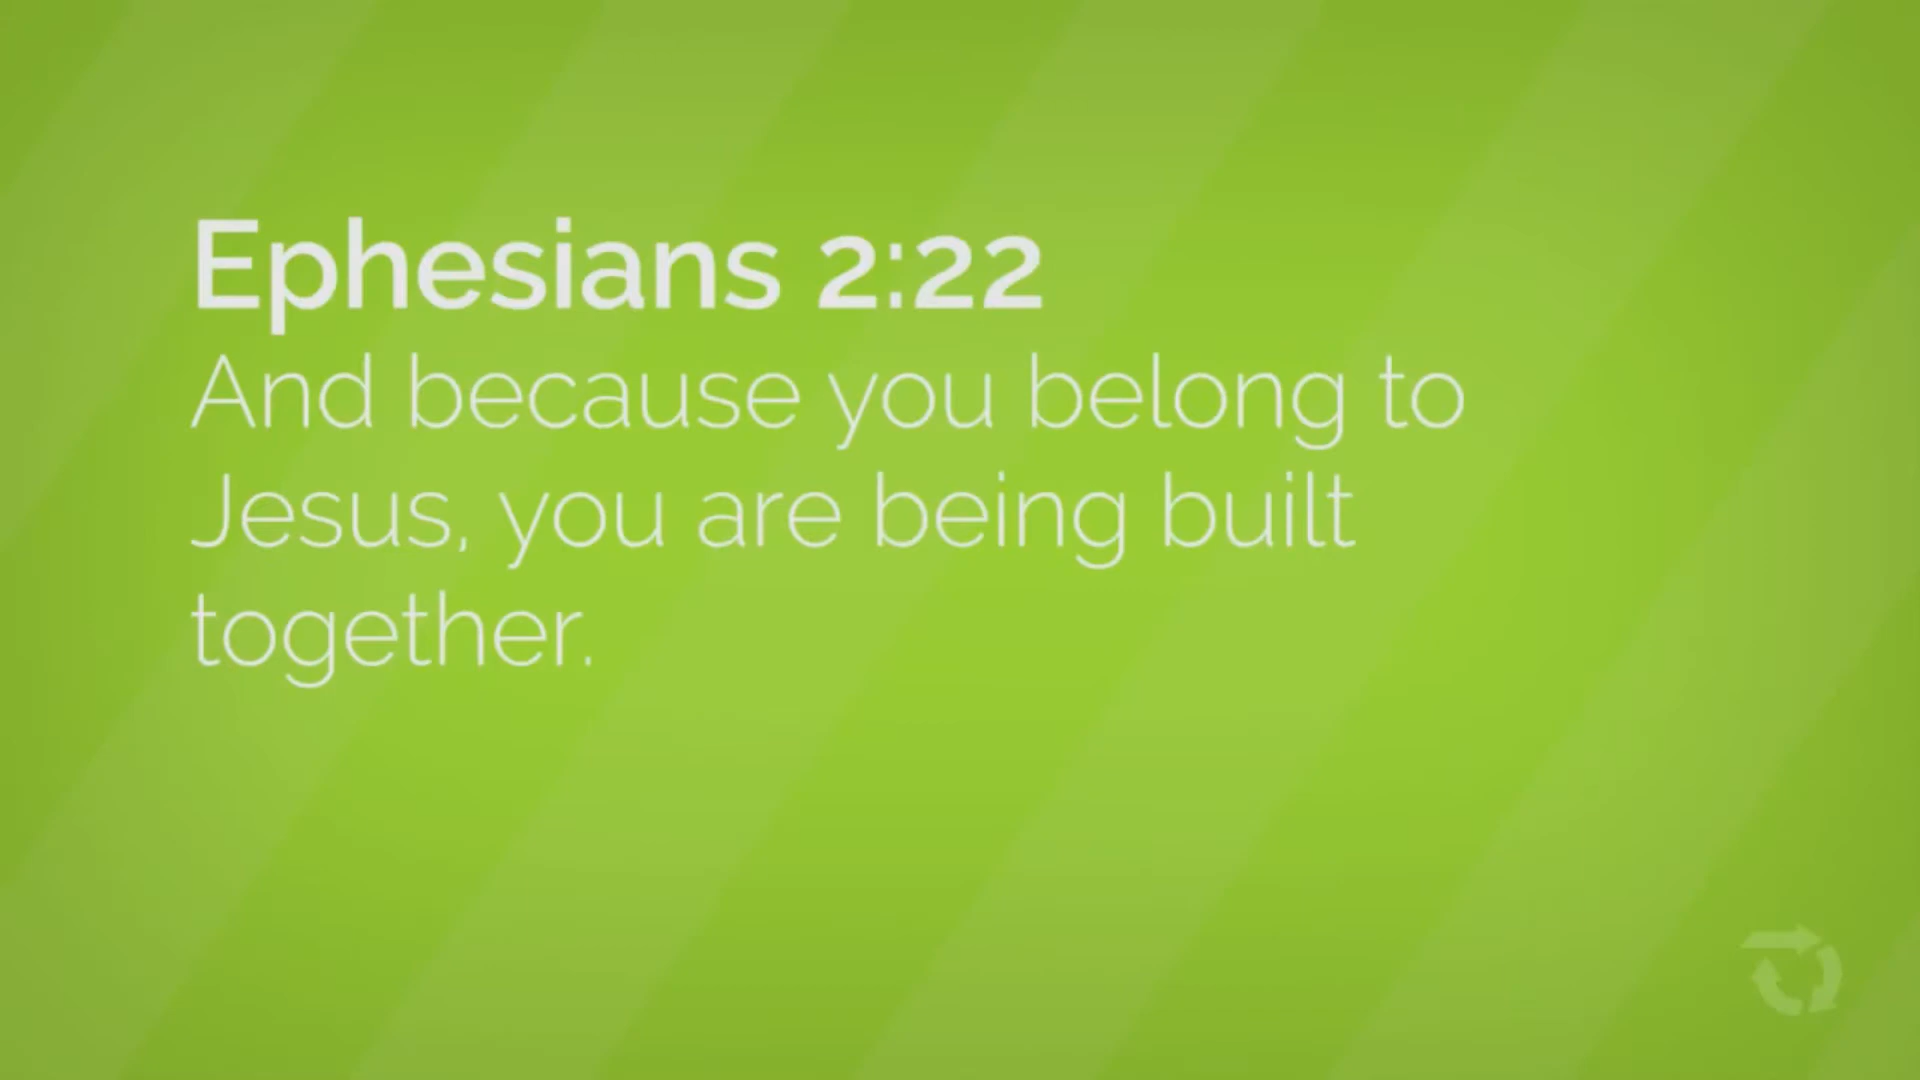 Ephesians 2:22
And because you belong to
Jesus, you are being built
together.